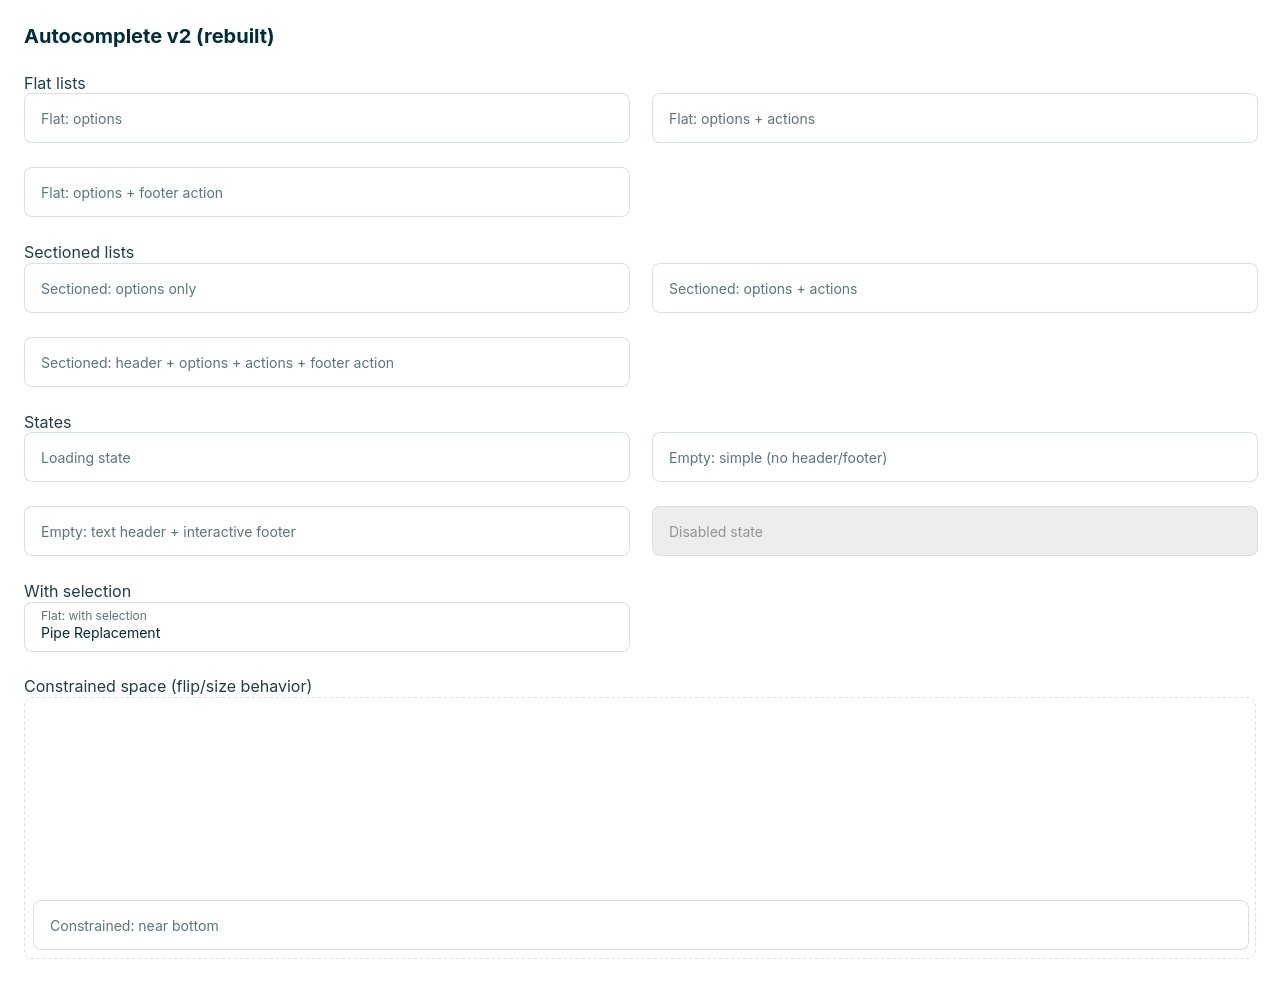 Autocomplete v2 (rebuilt)
Flat lists
Flat: options
Flat: options + actions
Flat: options + footer action
Sectioned lists
Sectioned: options only
Sectioned: options + actions
Sectioned: header + options + actions + footer action
States
Loading state
Empty: simple (no header/footer)
Empty: text header + interactive footer
Disabled state
With selection
Flat: with selection
Pipe Replacement
Constrained space (flip/size behavior)
Constrained: near bottom